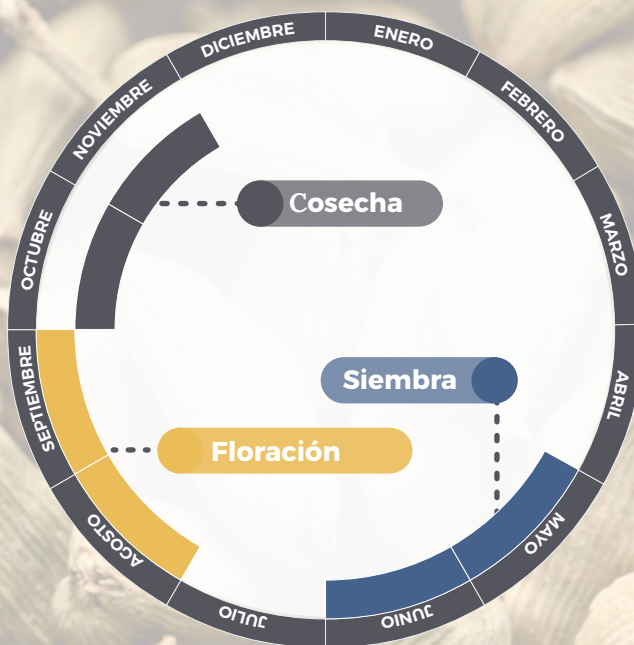 ENERO
FEBRERO
MARZO
ABRIL
MAYO
JUNIO
JULIO
AGOSTO
SEPTIEMBRE
OCTUBRE
NOVIEMBRE
DICIEMBRE
Cosecha
Siembra
Floración